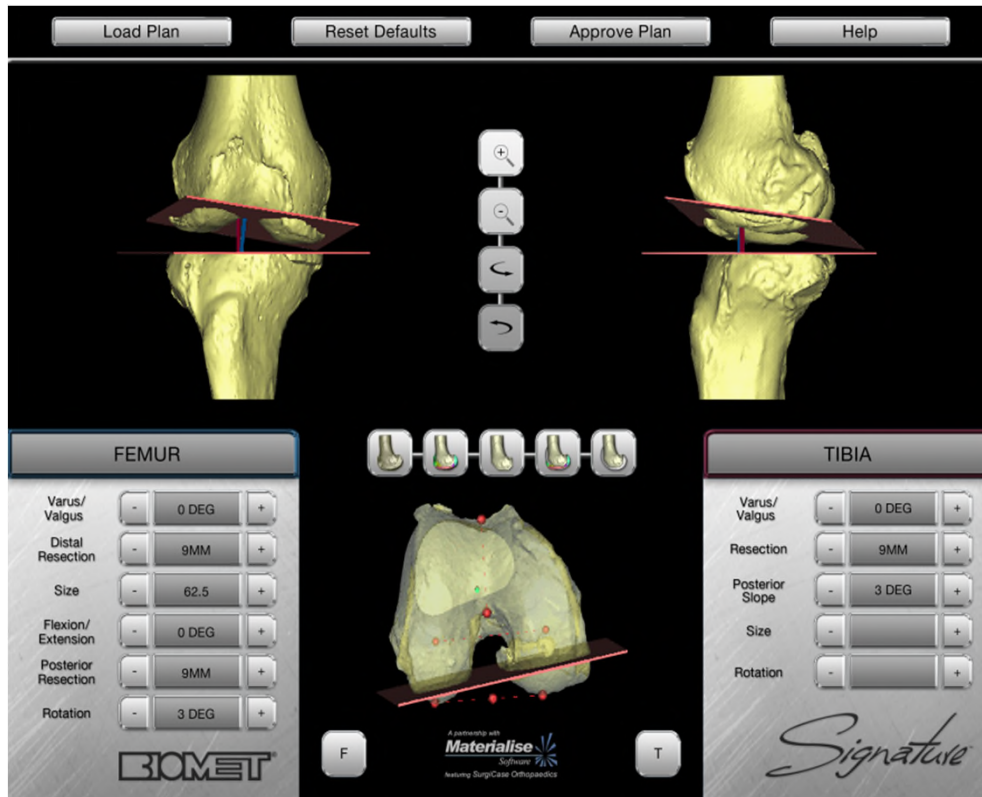 Load Plan
Reset Defaults
Approve Plan
Help
FEMUR
Varus/
Valgus
- 0 DEG +
Distal
Resection
- 9MM +
Size
- 62.5 +
Flexion/
Extension
- 0 DEG +
Posterior
Resection
- 9MM +
Rotation
- 3 DEG +
BIOMET®
F
A partnership with
Materialise
Software
featuring SurgiCase Orthopaedics
T
TIBIA
Varus/
Valgus
- 0 DEG +
Resection
- 9MM +
Posterior
Slope
- 3 DEG +
Size
- +
Rotation
- +
Signature